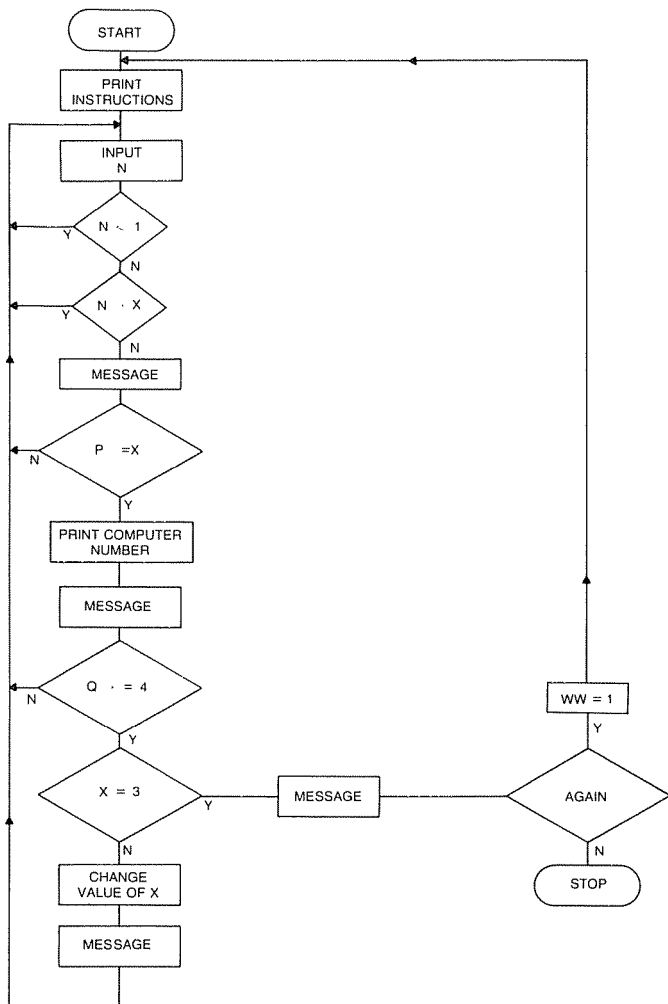 START
PRINT
INSTRUCTIONS
INPUT
N
N < 1
Y
N
N X
Y
N
MESSAGE
P =X
N
Y
PRINT COMPUTER
NUMBER
MESSAGE
Q = 4
N
Y
X = 3
Y
N
MESSAGE
AGAIN
Y
WW = 1
N
STOP
CHANGE
VALUE OF X
MESSAGE